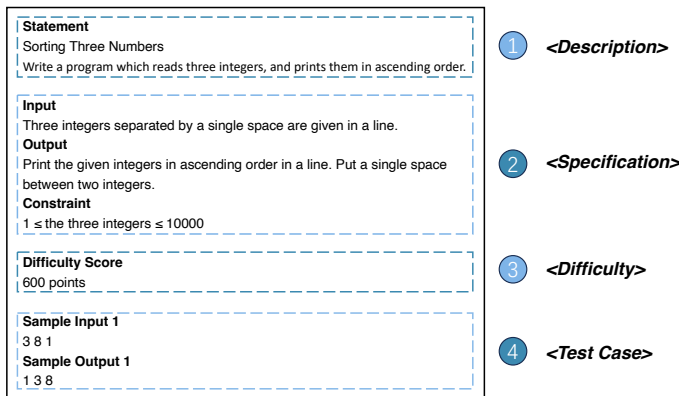 Statement
Sorting Three Numbers
Write a program which reads three integers, and prints them in ascending order.
1 <Description>
Input
Three integers separated by a single space are given in a line.
Output
Print the given integers in ascending order in a line. Put a single space
between two integers.
Constraint
1 ≤ the three integers ≤ 10000
2 <Specification>
Difficulty Score
600 points
3 <Difficulty>
Sample Input 1
3 8 1
Sample Output 1
1 3 8
4 <Test Case>